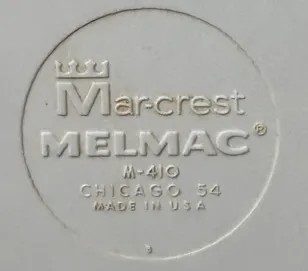 Mar-crest
MELMAC®
M-410
CHICAGO 54
MADE IN USA